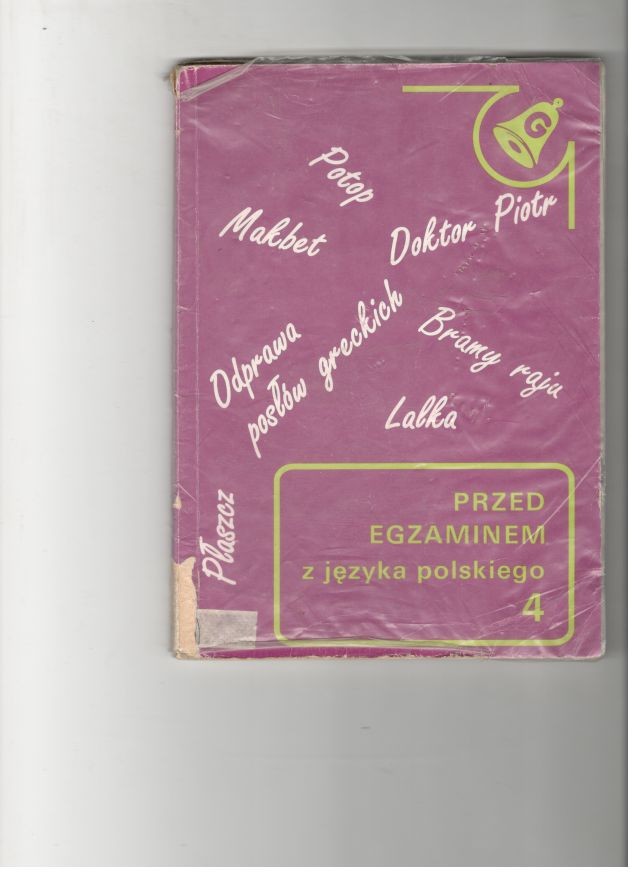 G
Potop
Makbet
Doktor Piotr
Odprawa
posłów greckich
Bramy raju
Lalka
Płaszcz
PRZED
EGZAMINEM
z języka polskiego
4